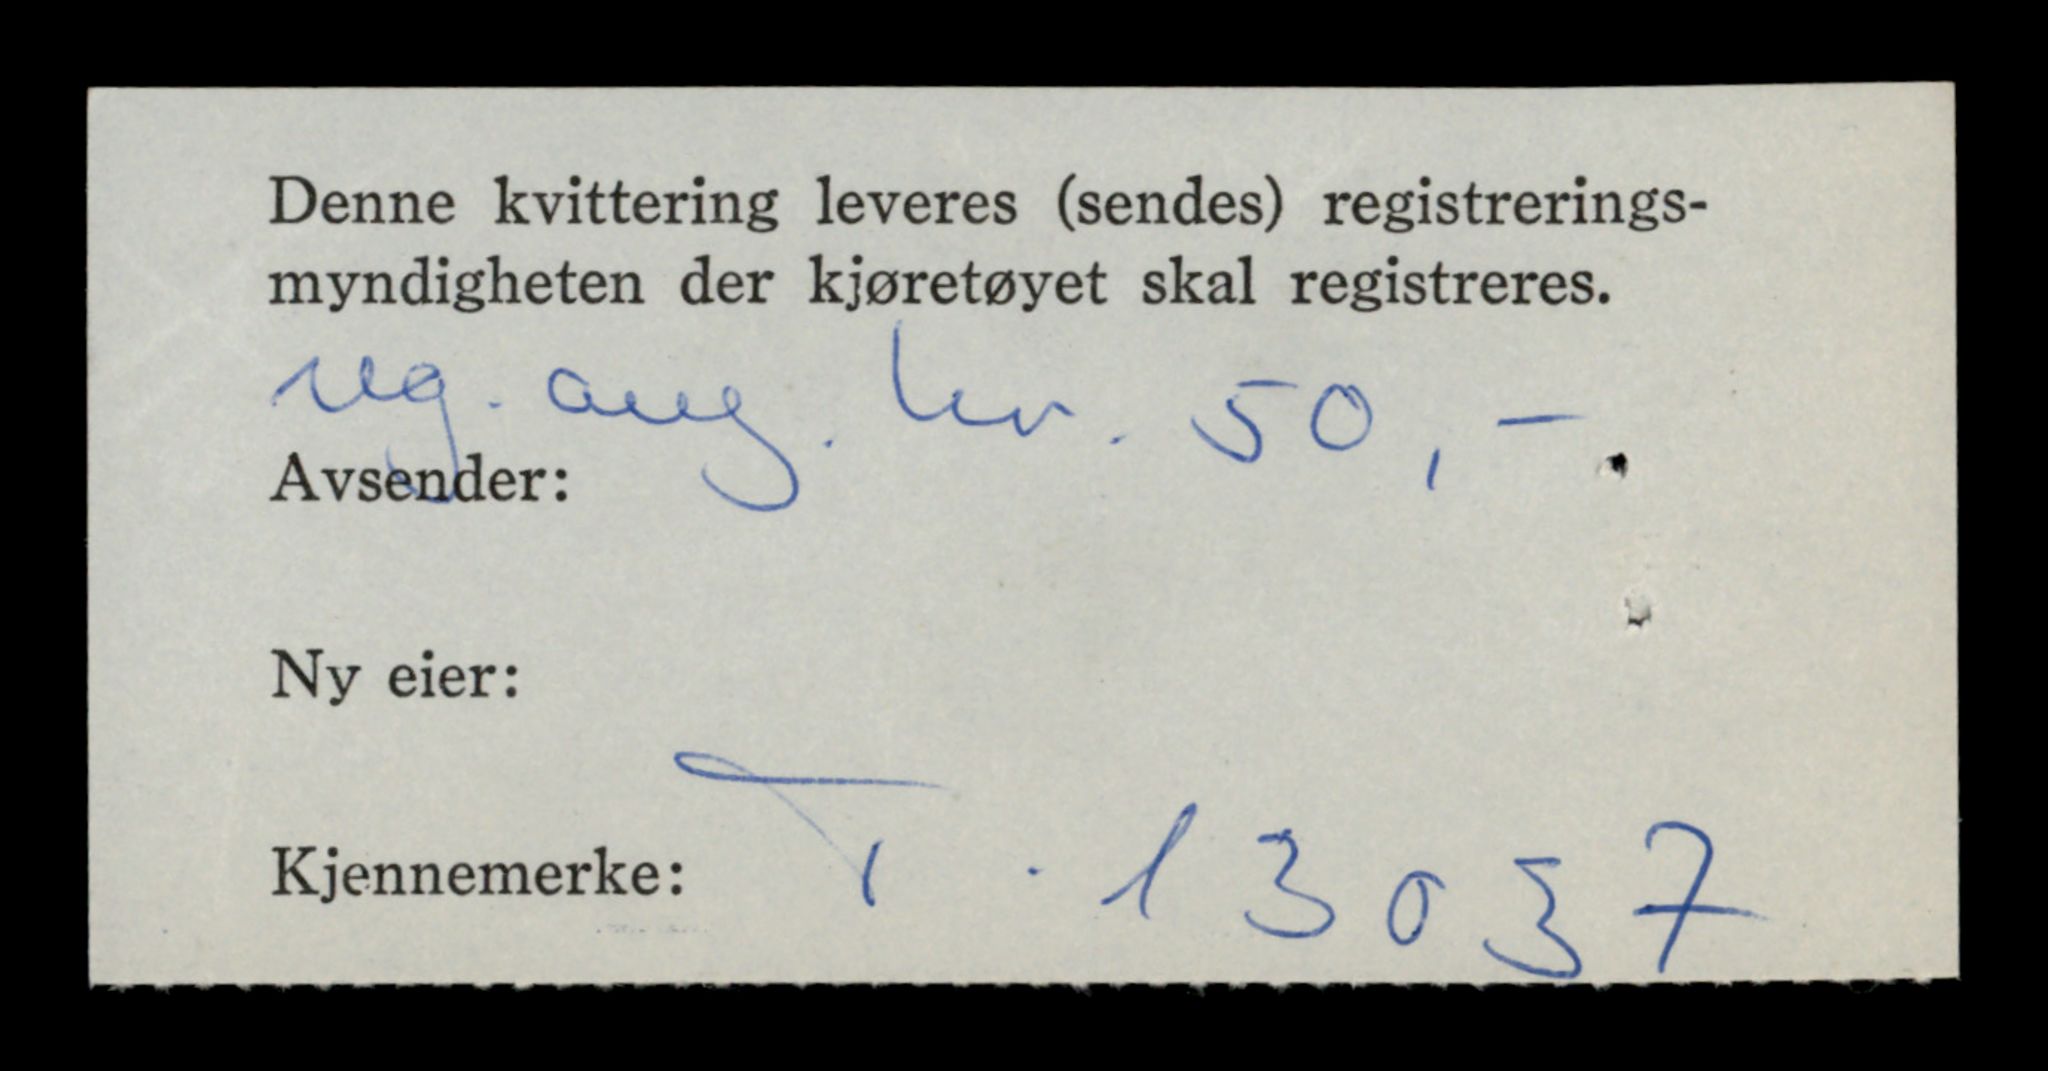 Denne kvittering leveres (sendes) registrerings-
myndigheten der kjøretøyet skal registreres.
reg. avg. kr. 50,-
Avsender:
Ny eier:
Kjennemerke: T. 13037